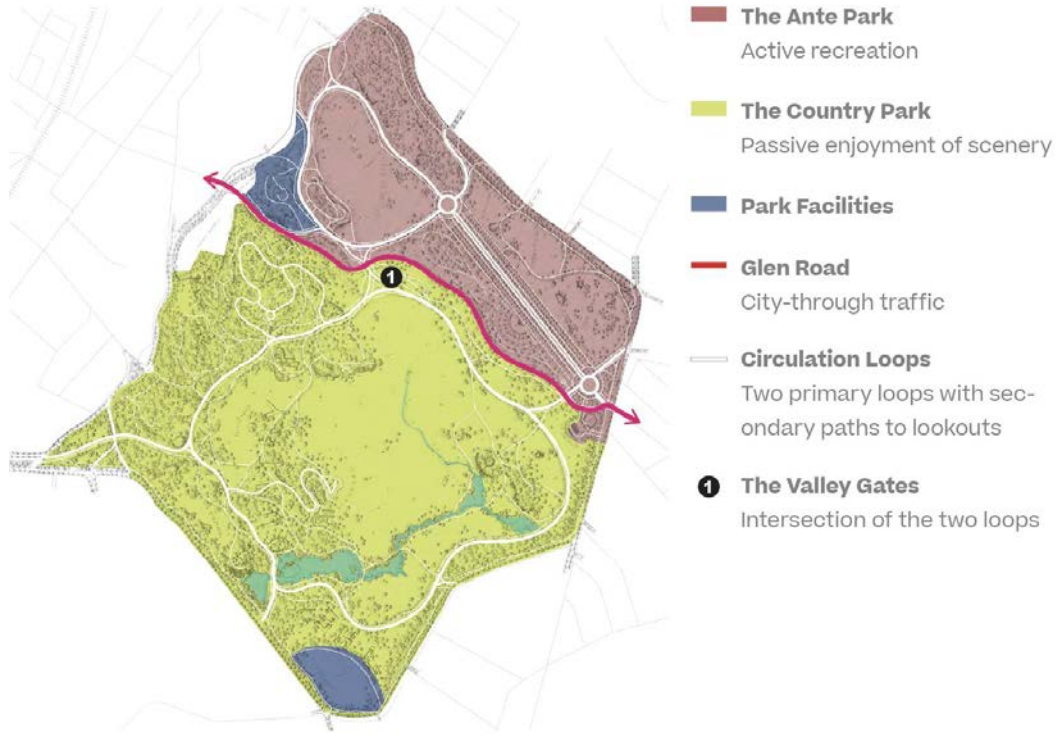 The Ante Park
Active recreation
The Country Park
Passive enjoyment of scenery
Park Facilities
Glen Road
City-through traffic
Circulation Loops
Two primary loops with sec-
ondary paths to lookouts
1 The Valley Gates
Intersection of the two loops
1